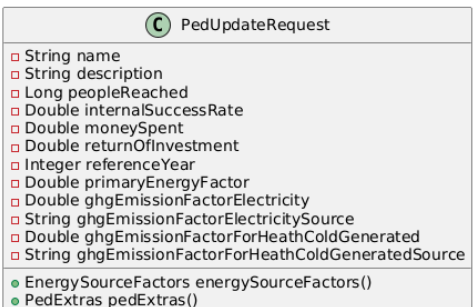 C PedUpdateRequest
String name
String description
Long peopleReached
Double internalSuccessRate
Double moneySpent
Double returnOfInvestment
Integer referenceYear
Double primaryEnergyFactor
Double ghgEmissionFactorElectricity
String ghgEmissionFactorElectricitySource
Double ghgEmissionFactorForHeathColdGenerated
String ghgEmissionFactorForHeathColdGeneratedSource
EnergySourceFactors energySourceFactors()
PedExtras pedExtras()